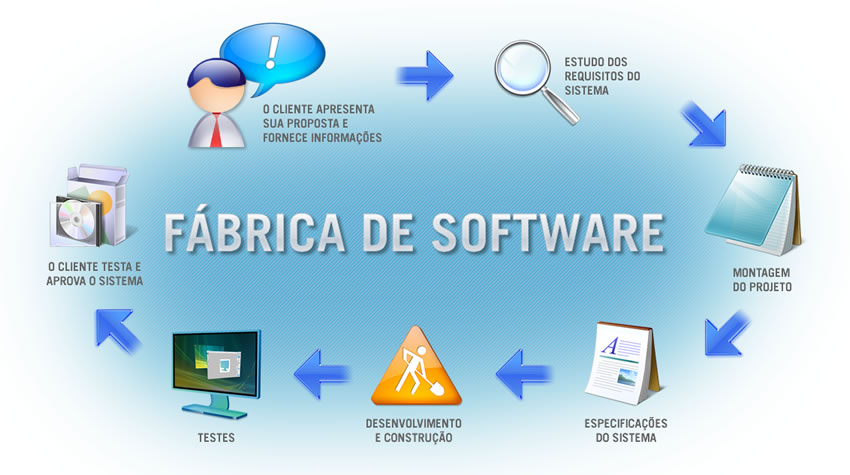 O CLIENTE APRESENTA
SUA PROPOSTA E
FORNECE INFORMAÇÕES
ESTUDO DOS
REQUISITOS DO
SISTEMA
FÁBRICA DE SOFTWARE
MONTAGEM
DO PROJETO
ESPECIFICAÇÕES
DO SISTEMA
DESENVOLVIMENTO
E CONSTRUÇÃO
TESTES
O CLIENTE TESTA E
APROVA O SISTEMA